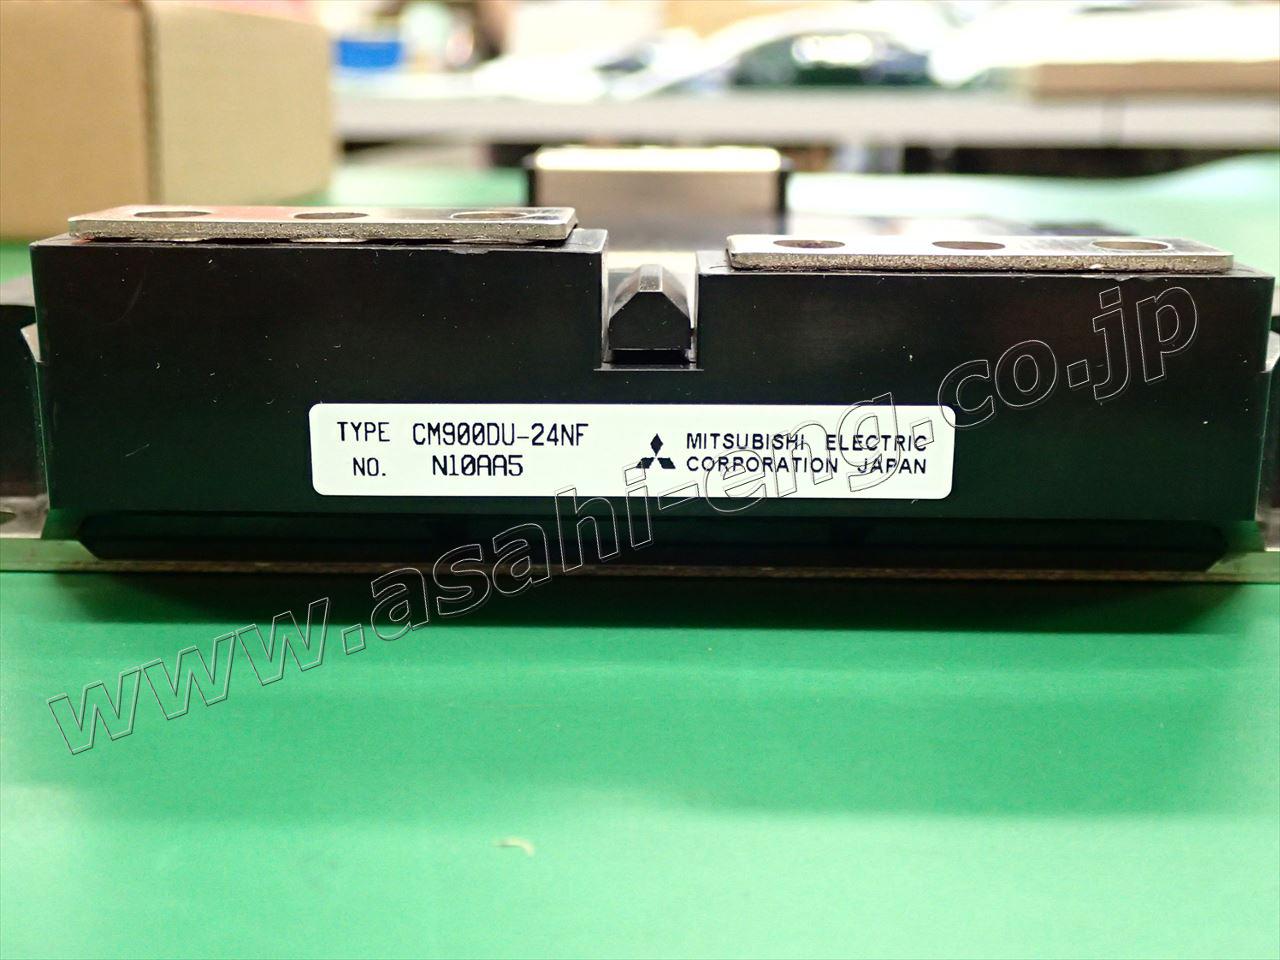 TYPE CM900DU-24NF
NO. N10AA5
MITSUBISHI ELECTRIC
CORPORATION JAPAN
www.asahi-eng.co.jp